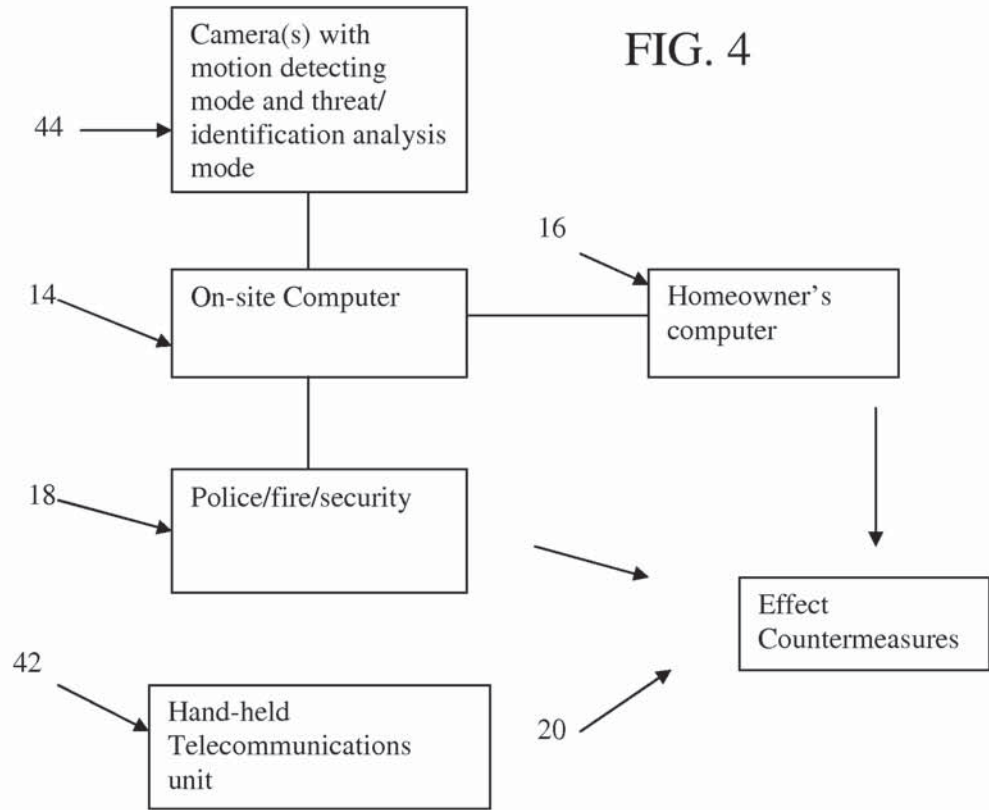 Camera(s) with
motion detecting
mode and threat/
identification analysis
mode
FIG. 4
44
16
14
On-site Computer
Homeowner's
computer
18
Police/fire/security
Effect
Countermeasures
42
Hand-held
Telecommunications
unit
20